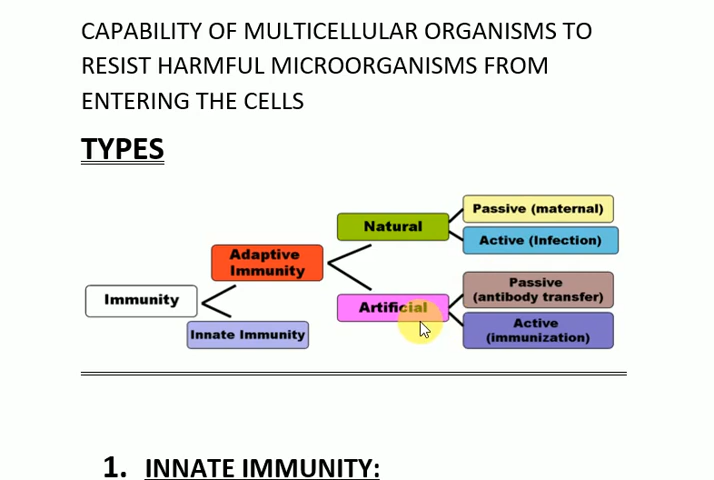 CAPABILITY OF MULTICELLULAR ORGANISMS TO
RESIST HARMFUL MICROORGANISMS FROM
ENTERING THE CELLS
TYPES
Immunity
Adaptive
Immunity
Innate Immunity
Natural
Artificial
Passive (maternal)
Active (Infection)
Passive
(antibody transfer)
Active
(immunization)
1. INNATE IMMUNITY: